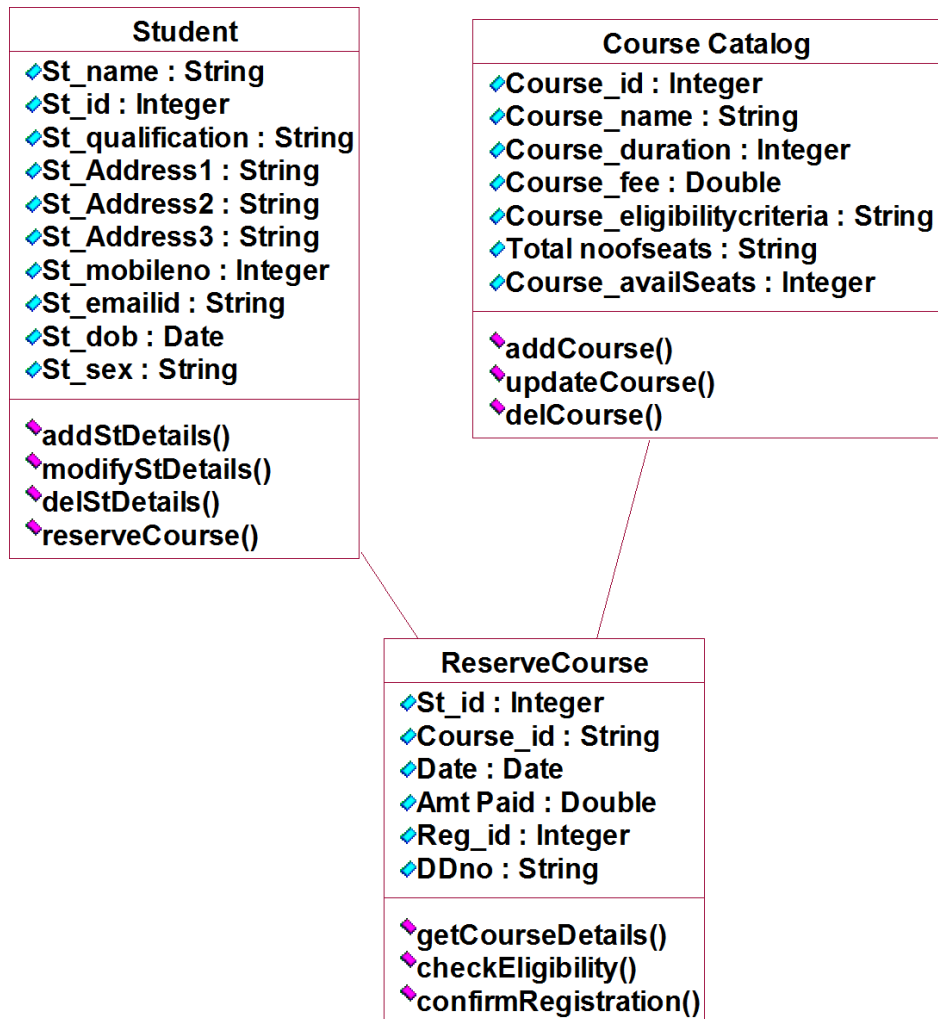 Student
St_name : String
St_id : Integer
St_qualification : String
St_Address1 : String
St_Address2 : String
St_Address3 : String
St_mobileno : Integer
St_emailid : String
St_dob : Date
St_sex : String
addStDetails()
modifyStDetails()
delStDetails()
reserveCourse()
Course Catalog
Course_id : Integer
Course_name : String
Course_duration : Integer
Course_fee : Double
Course_eligibilitycriteria : String
Total noofseats : String
Course_availSeats : Integer
addCourse()
updateCourse()
delCourse()
ReserveCourse
St_id : Integer
Course_id : String
Date : Date
Amt Paid : Double
Reg_id : Integer
DDno : String
getCourseDetails()
checkEligibility()
confirmRegistration()